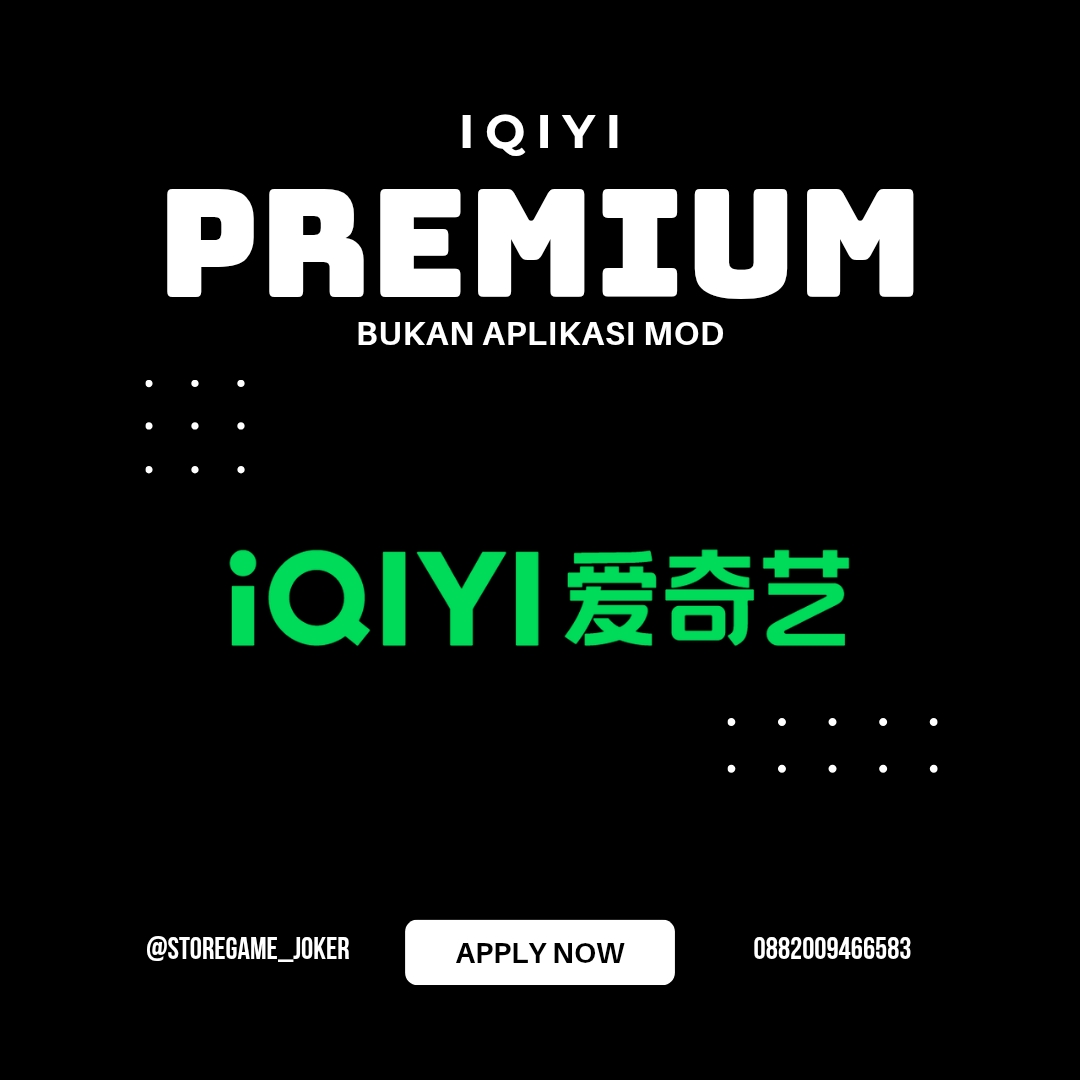 IQIYI
PREMIUM
BUKAN APLIKASI MOD
iQIYI 爱奇艺
@STOREGAME_JOKER
APPLY NOW
0882009466583